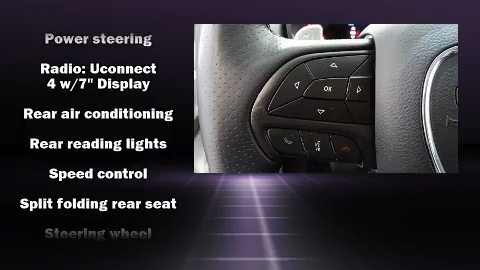 Power steering
Radio: Uconnect
4 w/7" Display
Rear air conditioning
Rear reading lights
Speed control
Split folding rear seat
Steering wheel
OK